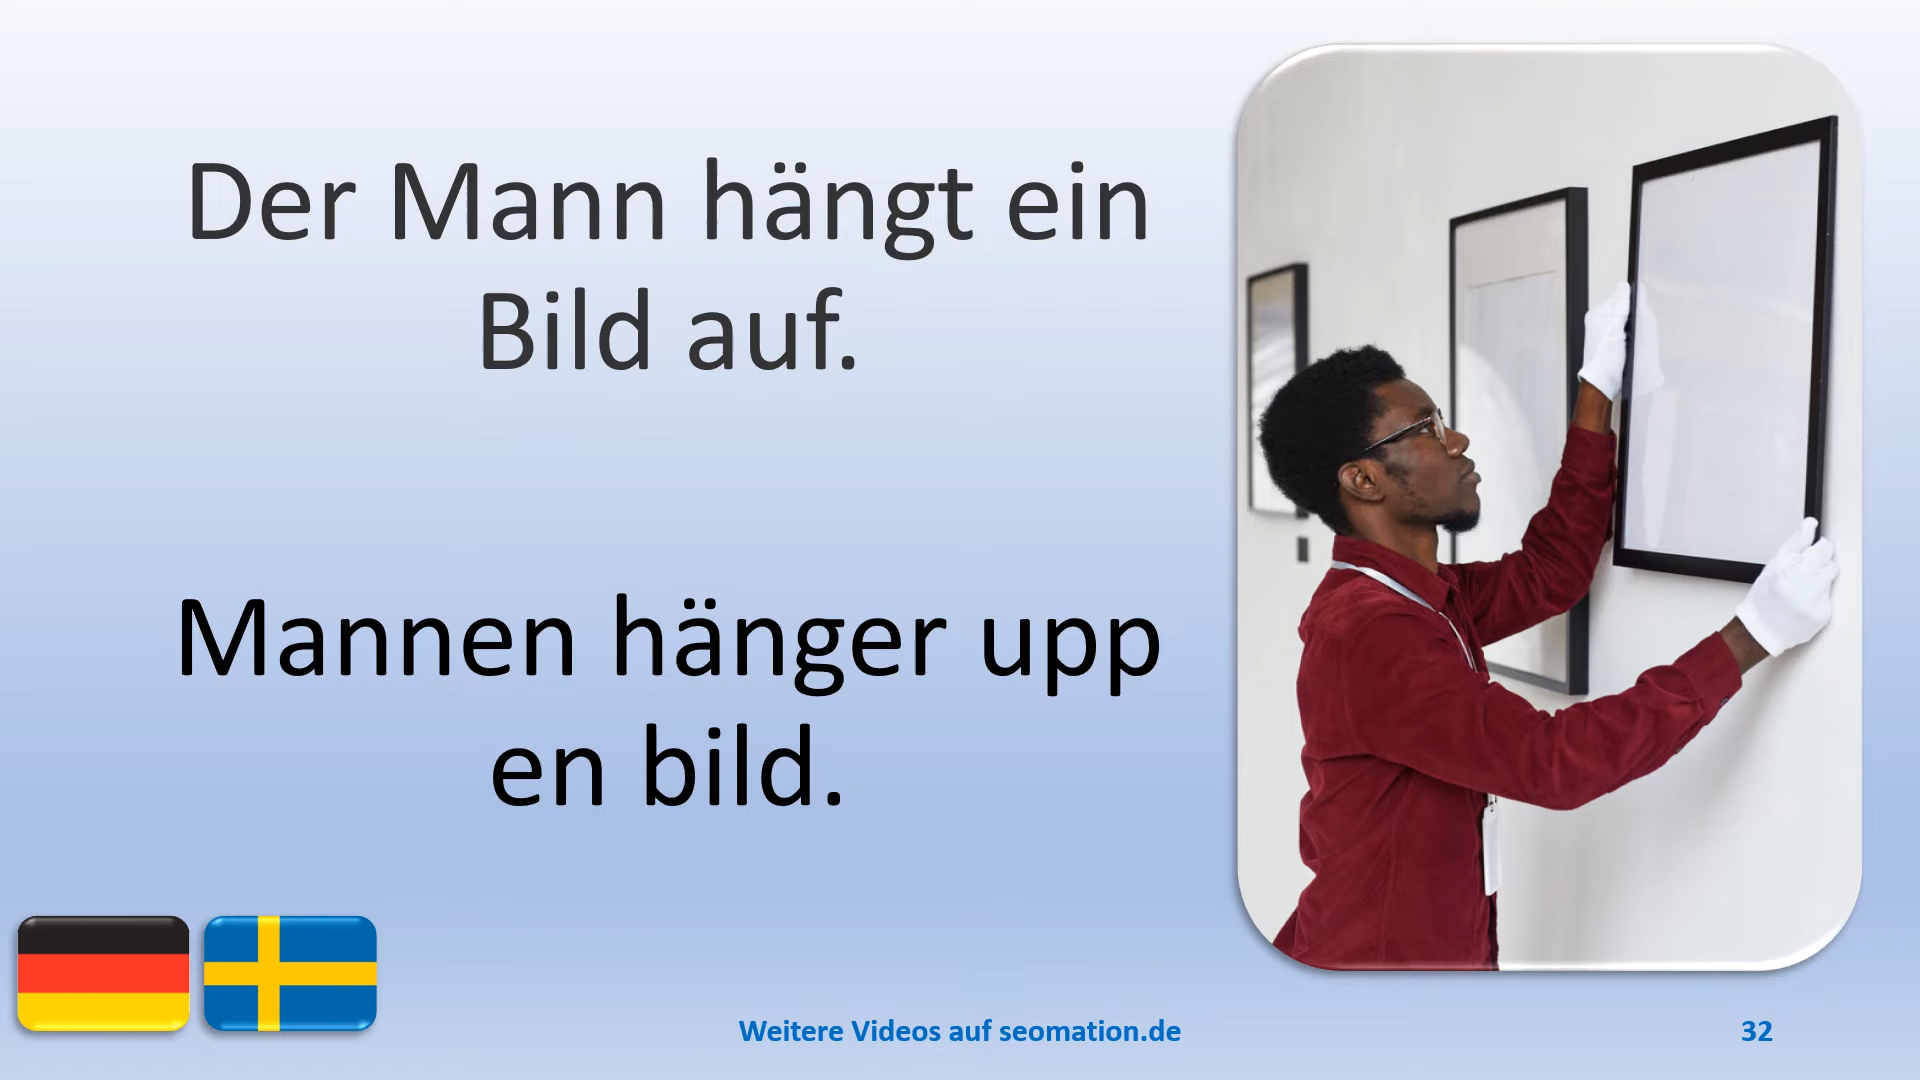 Der Mann hängt ein
Bild auf.
Mannen hänger upp
en bild.
Weitere Videos auf seomation.de
32